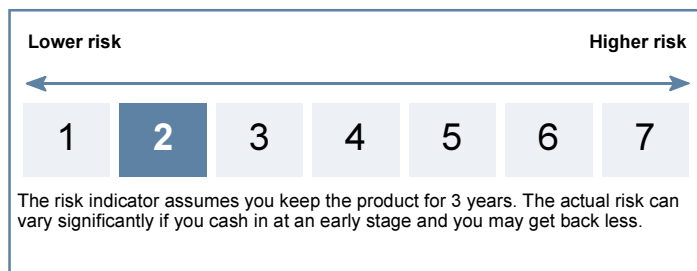 Lower risk Higher risk
1 2 3 4 5 6 7
The risk indicator assumes you keep the product for 3 years. The actual risk can
vary significantly if you cash in at an early stage and you may get back less.